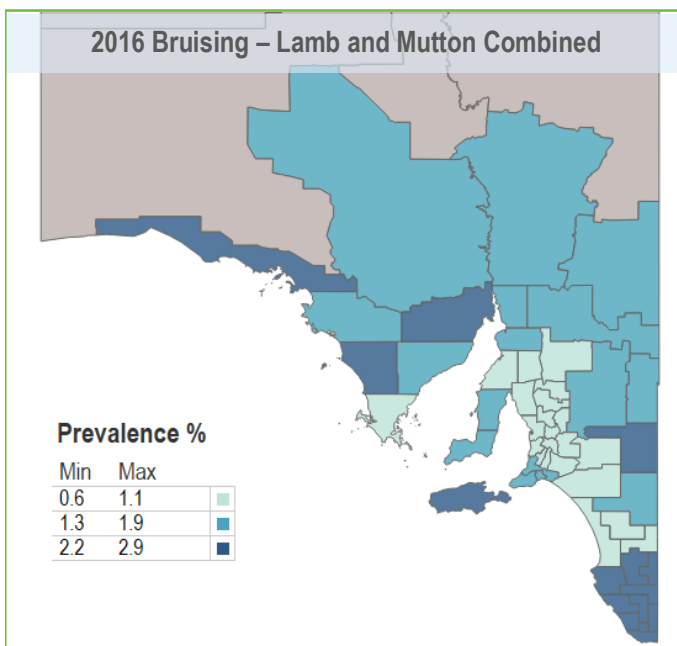 2016 Bruising – Lamb and Mutton Combined
Prevalence %
Min Max
0.6 1.1
1.3 1.9
2.2 2.9